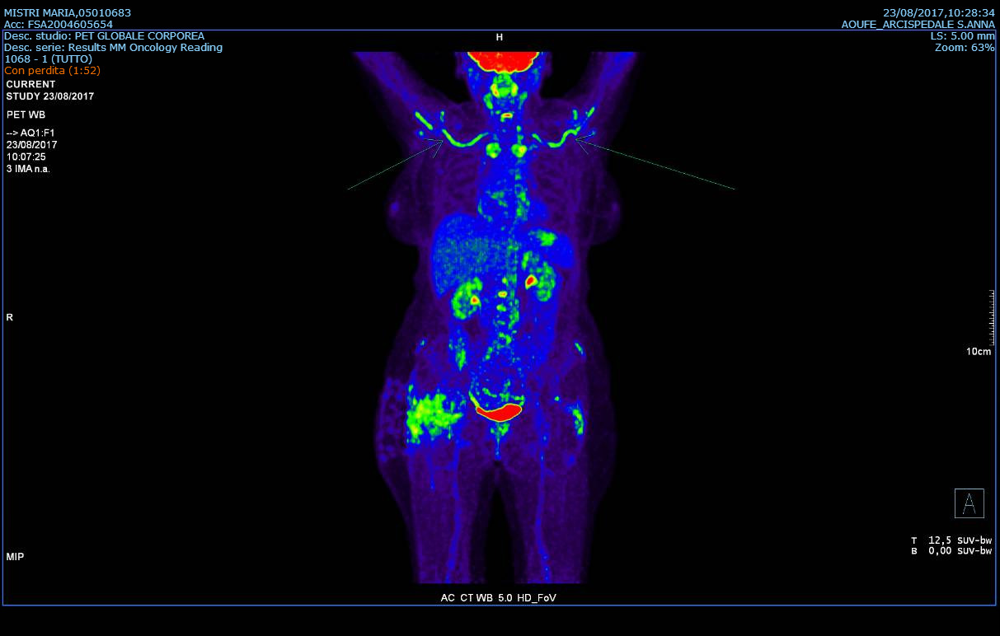 MISTRI MARIA,05010683
Acc: FSA2004605654
Desc. studio: PET GLOBALE CORPOREA
Desc. serie: Results MM Oncology Reading
1068 - 1 (TUTTO)
Con perdita (1:52)
CURRENT
STUDY 23/08/2017
PET WB
--> AQ1:F1
23/08/2017
10:07:25
3 IMA n.a.
H
23/08/2017,10:28:34
AOUFE_ARCISPEDALE S.ANNA
LS: 5.00 mm
Zoom: 63%
R
10cm
A
T 12,5 SUV-bw
B 0,00 SUV-bw
MIP
AC CT WB 5.0 HD_FoV